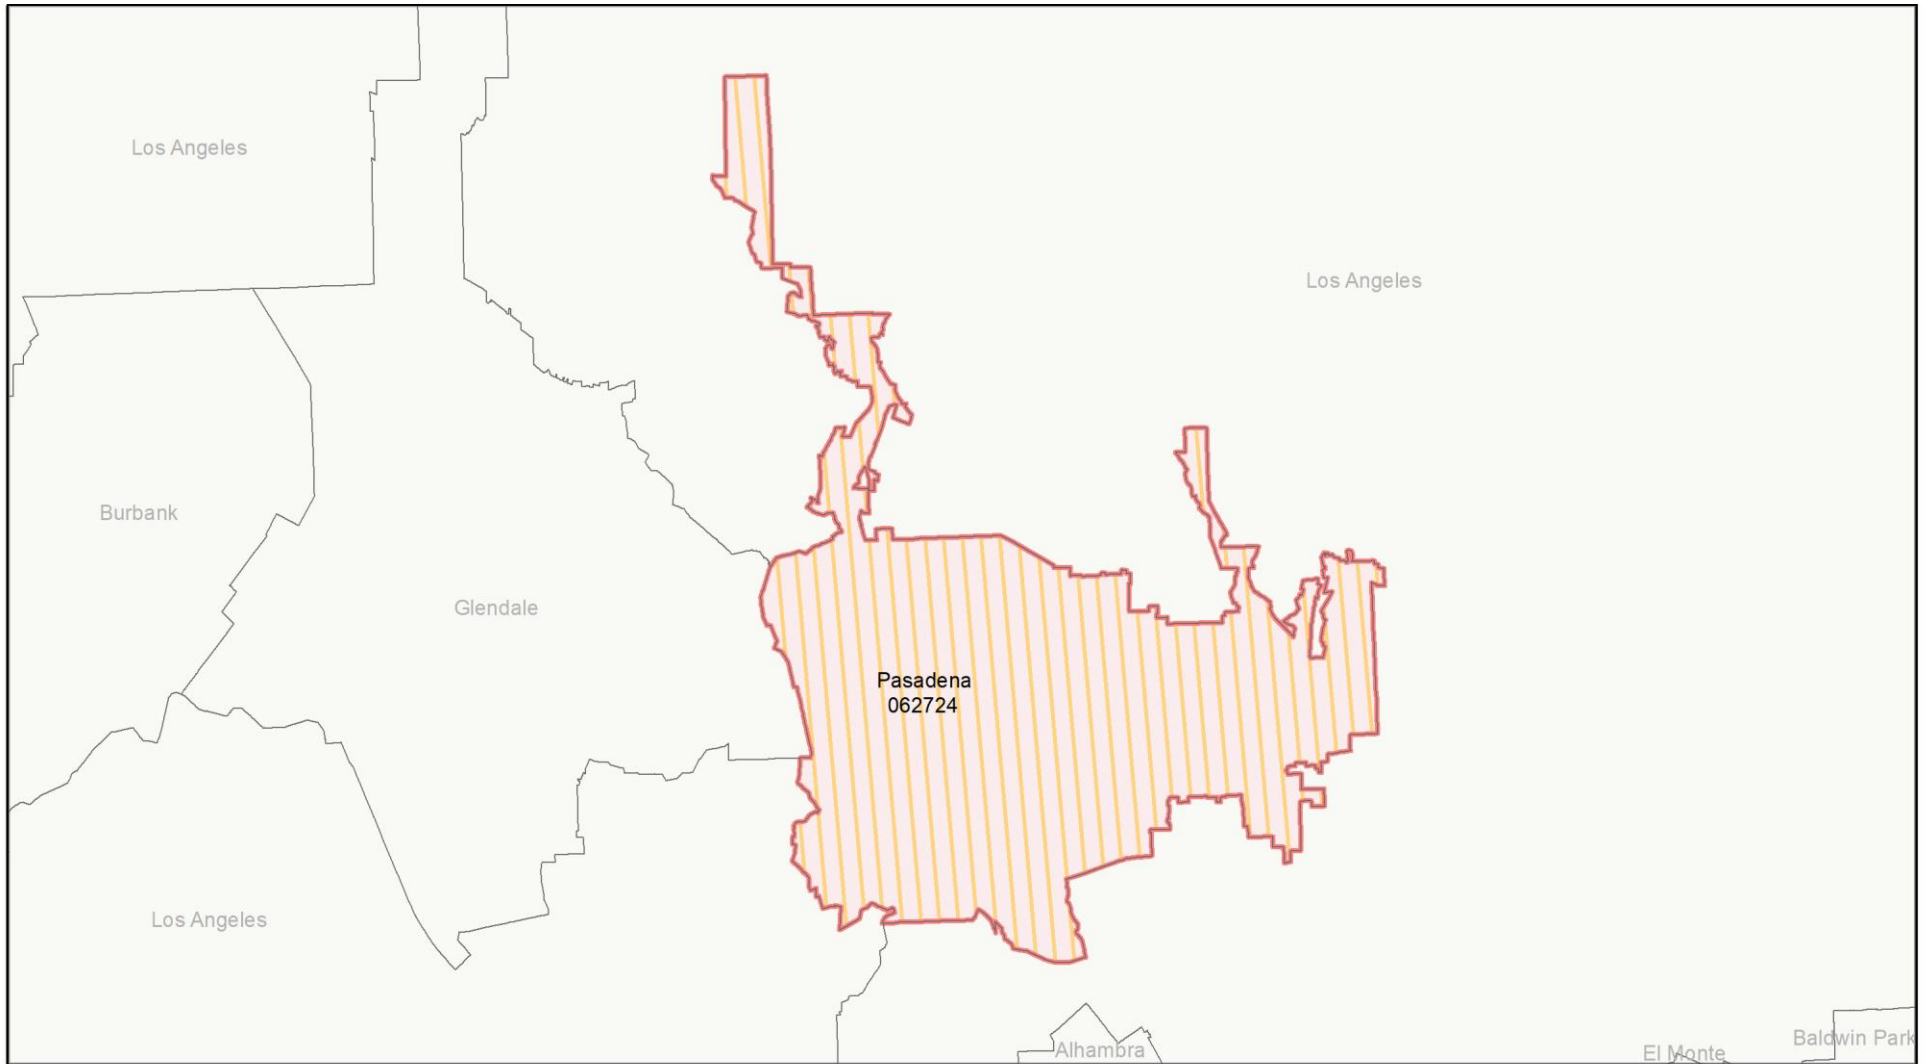 Los Angeles
Los Angeles
Burbank
Glendale
Pasadena
062724
Los Angeles
Alhambra
El Monte
Baldwin Park